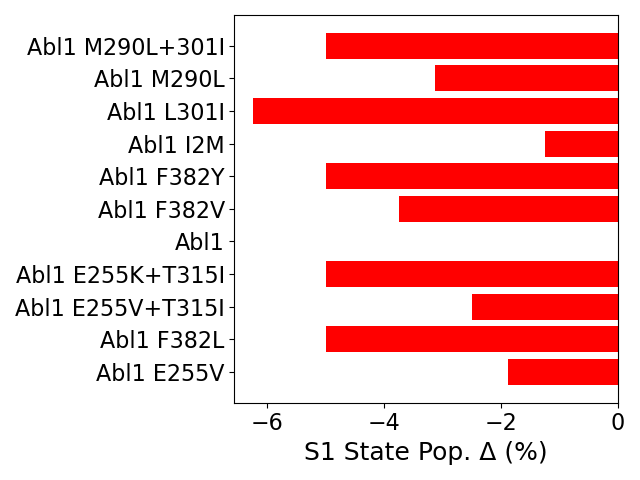 Abl1 M290L+301I
Abl1 M290L
Abl1 L301I
Abl1 I2M
Abl1 F382Y
Abl1 F382V
Abl1
Abl1 E255K+T315I
Abl1 E255V+T315I
Abl1 F382L
Abl1 E255V
−6 −4 −2 0
S1 State Pop. Δ (%)